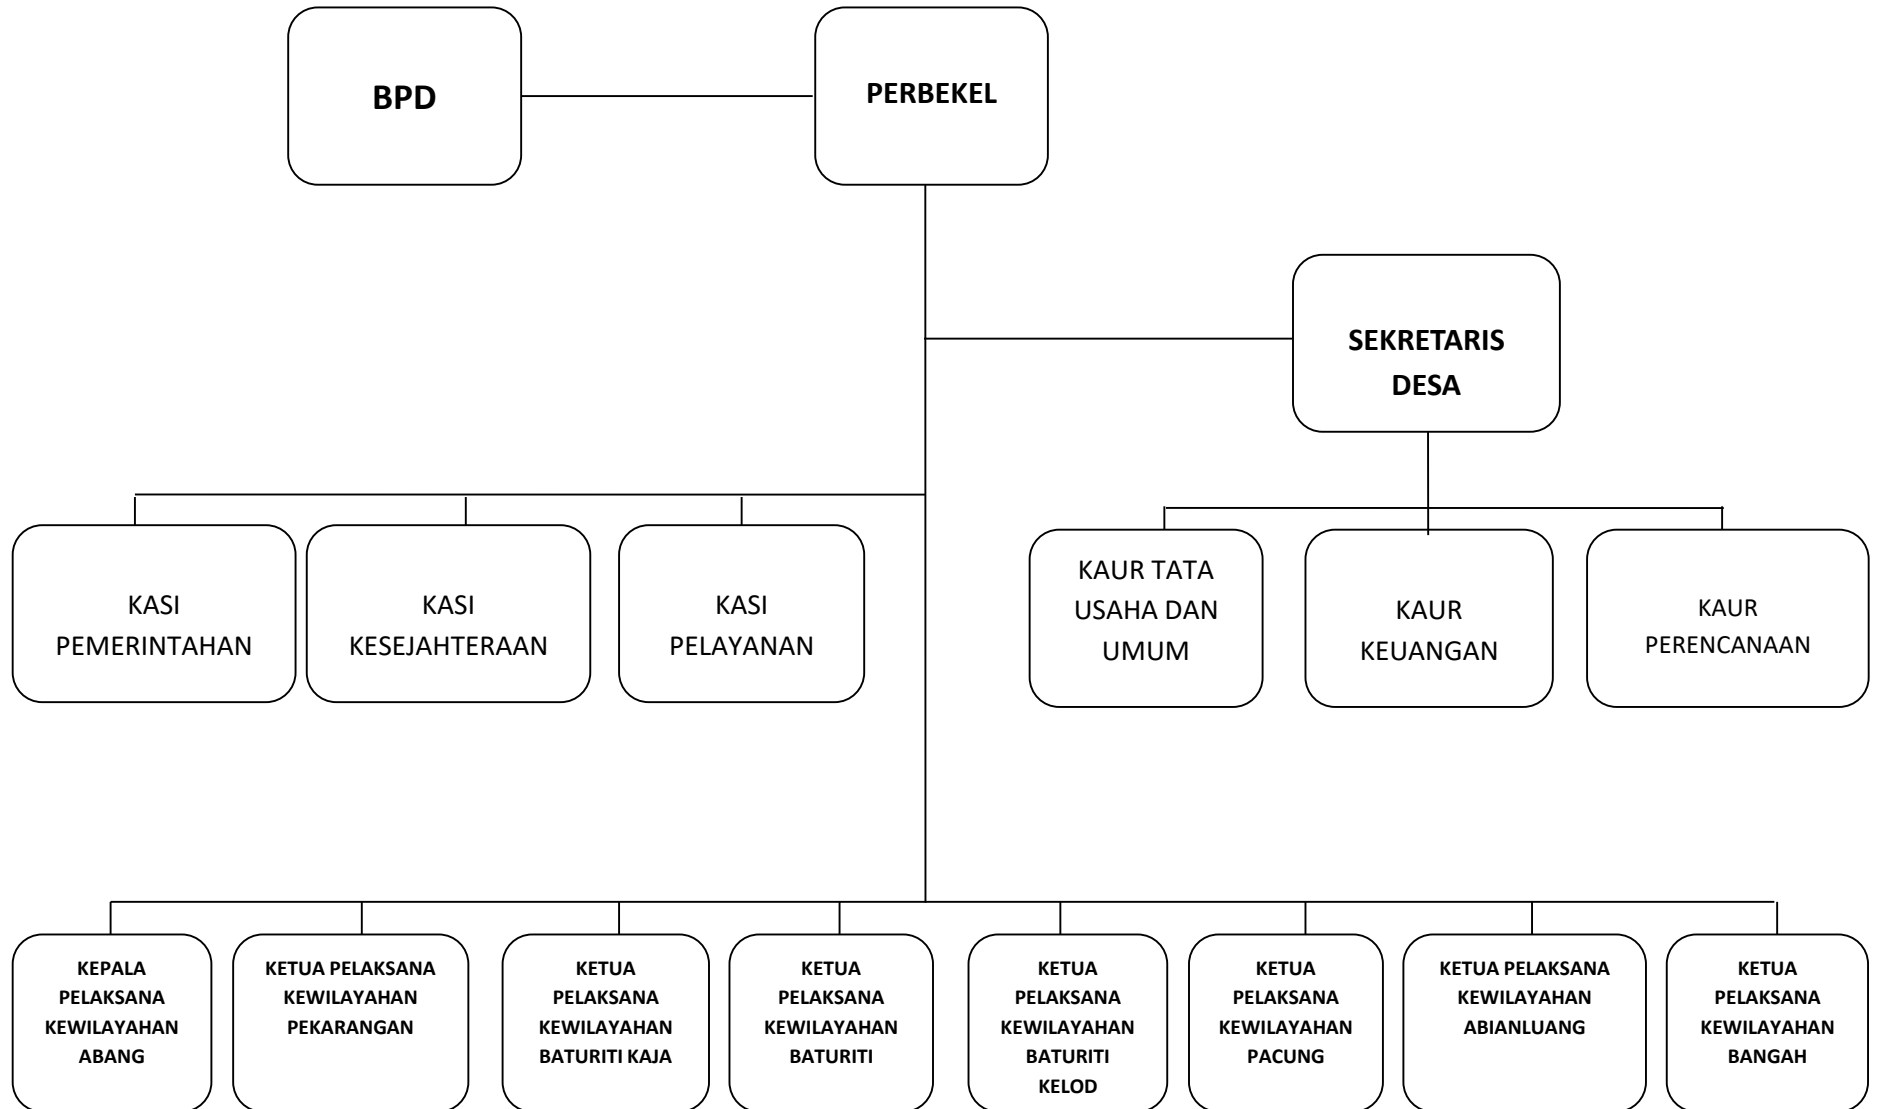 BPD
PERBEKEL
SEKRETARIS
DESA
KASI
PEMERINTAHAN
KASI
KESEJAHTERAAN
KASI
PELAYANAN
KAUR TATA
USAHA DAN
UMUM
KAUR
KEUANGAN
KAUR
PERENCANAAN
KEPALA
PELAKSANA
KEWILAYAHAN
ABANG
KETUA PELAKSANA
KEWILAYAHAN
PEKARANGAN
KETUA
PELAKSANA
KEWILAYAHAN
BATURITI KAJA
KETUA
PELAKSANA
KEWILAYAHAN
BATURITI
KETUA
PELAKSANA
KEWILAYAHAN
BATURITI
KELOD
KETUA
PELAKSANA
KEWILAYAHAN
PACUNG
KETUA PELAKSANA
KEWILAYAHAN
ABIANLUANG
KETUA
PELAKSANA
KEWILAYAHAN
BANGAH